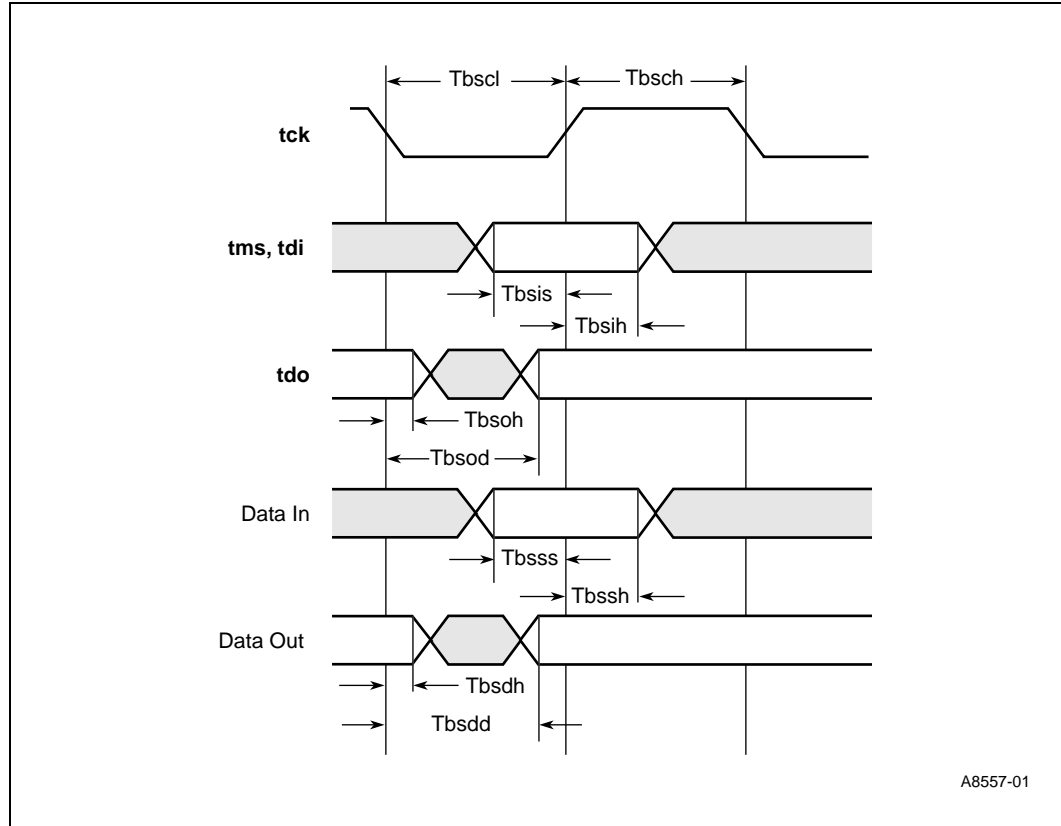 Tbscl
Tbsch
tck
tms, tdi
Tbsis
Tbsih
tdo
Tbsoh
Tbsod
Data In
Tbsss
Tbssh
Data Out
Tbsdh
Tbsdd
A8557-01